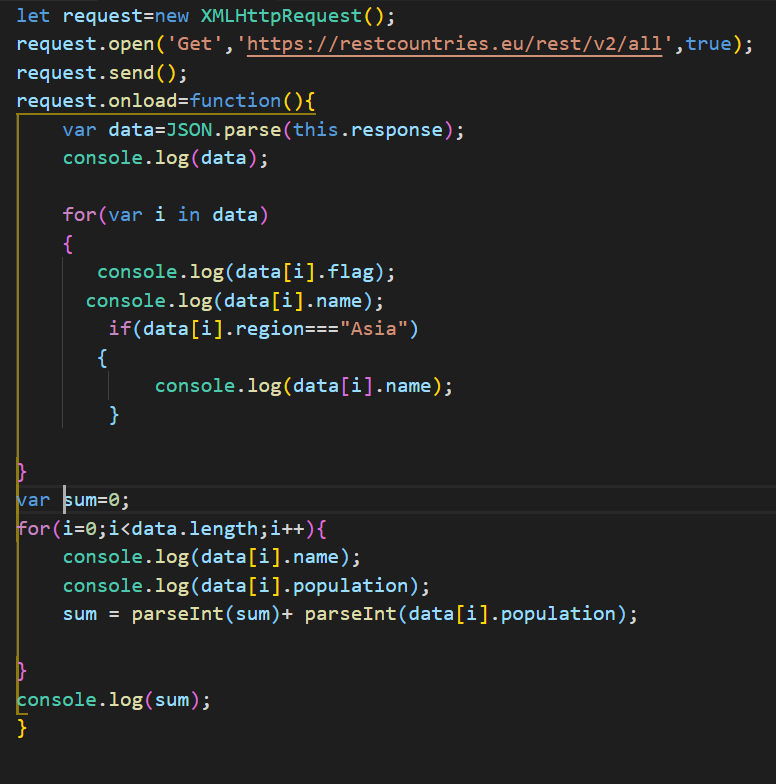 let request=new XMLHttpRequest();
request.open('Get','https://restcountries.eu/rest/v2/all',true);
request.send();
request.onload=function(){
var data=JSON.parse(this.response);
console.log(data);
for(var i in data)
{
console.log(data[i].flag);
console.log(data[i].name);
if(data[i].region==="Asia")
{
console.log(data[i].name);
}
}
var sum=0;
for(i=0;i<data.length;i++){
console.log(data[i].name);
console.log(data[i].population);
sum = parseInt(sum)+ parseInt(data[i].population);
}
console.log(sum);
}